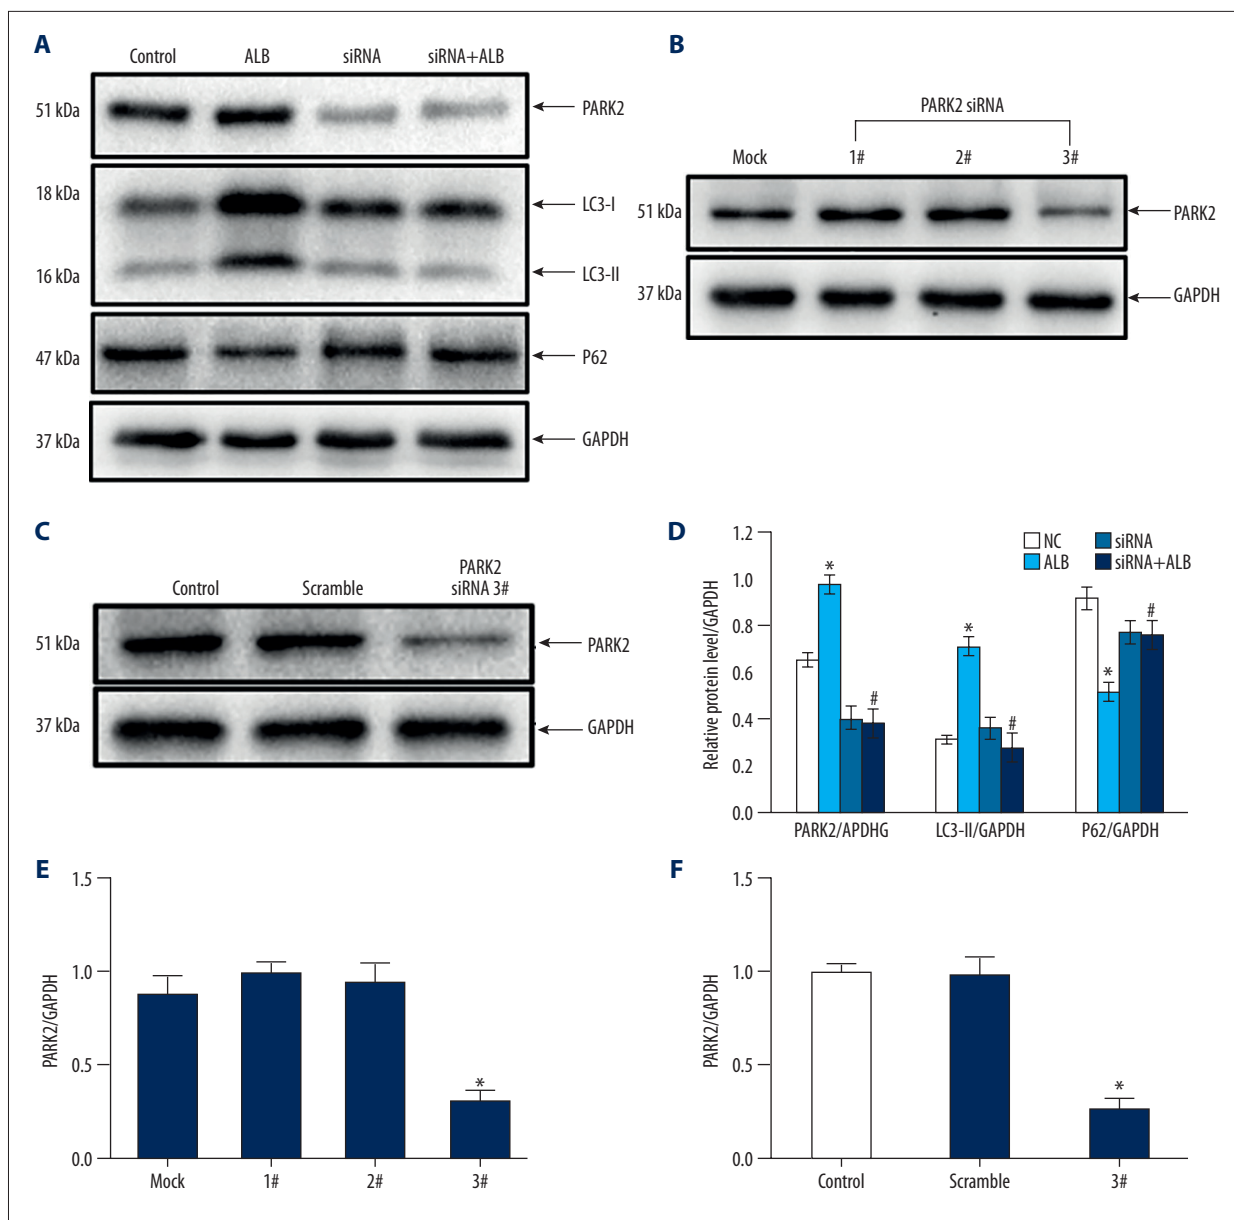 A
Control ALB siRNA siRNA+ALB
51 kDa PARK2
18 kDa LC3-I
16 kDa LC3-II
47 kDa P62
37 kDa GAPDH
B
PARK2 siRNA
Mock 1# 2# 3#
51 kDa PARK2
37 kDa GAPDH
C
Control Scramble PARK2
siRNA 3#
51 kDa PARK2
37 kDa GAPDH
D
Relative protein level/GAPDH
1.2
1.0
0.8
0.6
0.4
0.2
0.0
NC siRNA
ALB siRNA+ALB
* # * # * #
PARK2/APDHG LC3-II/GAPDH P62/GAPDH
E
PARK2/GAPDH
1.5
1.0
0.5
0.0
*
Mock 1# 2# 3#
F
PARK2/GAPDH
1.5
1.0
0.5
0.0
*
Control Scramble 3#